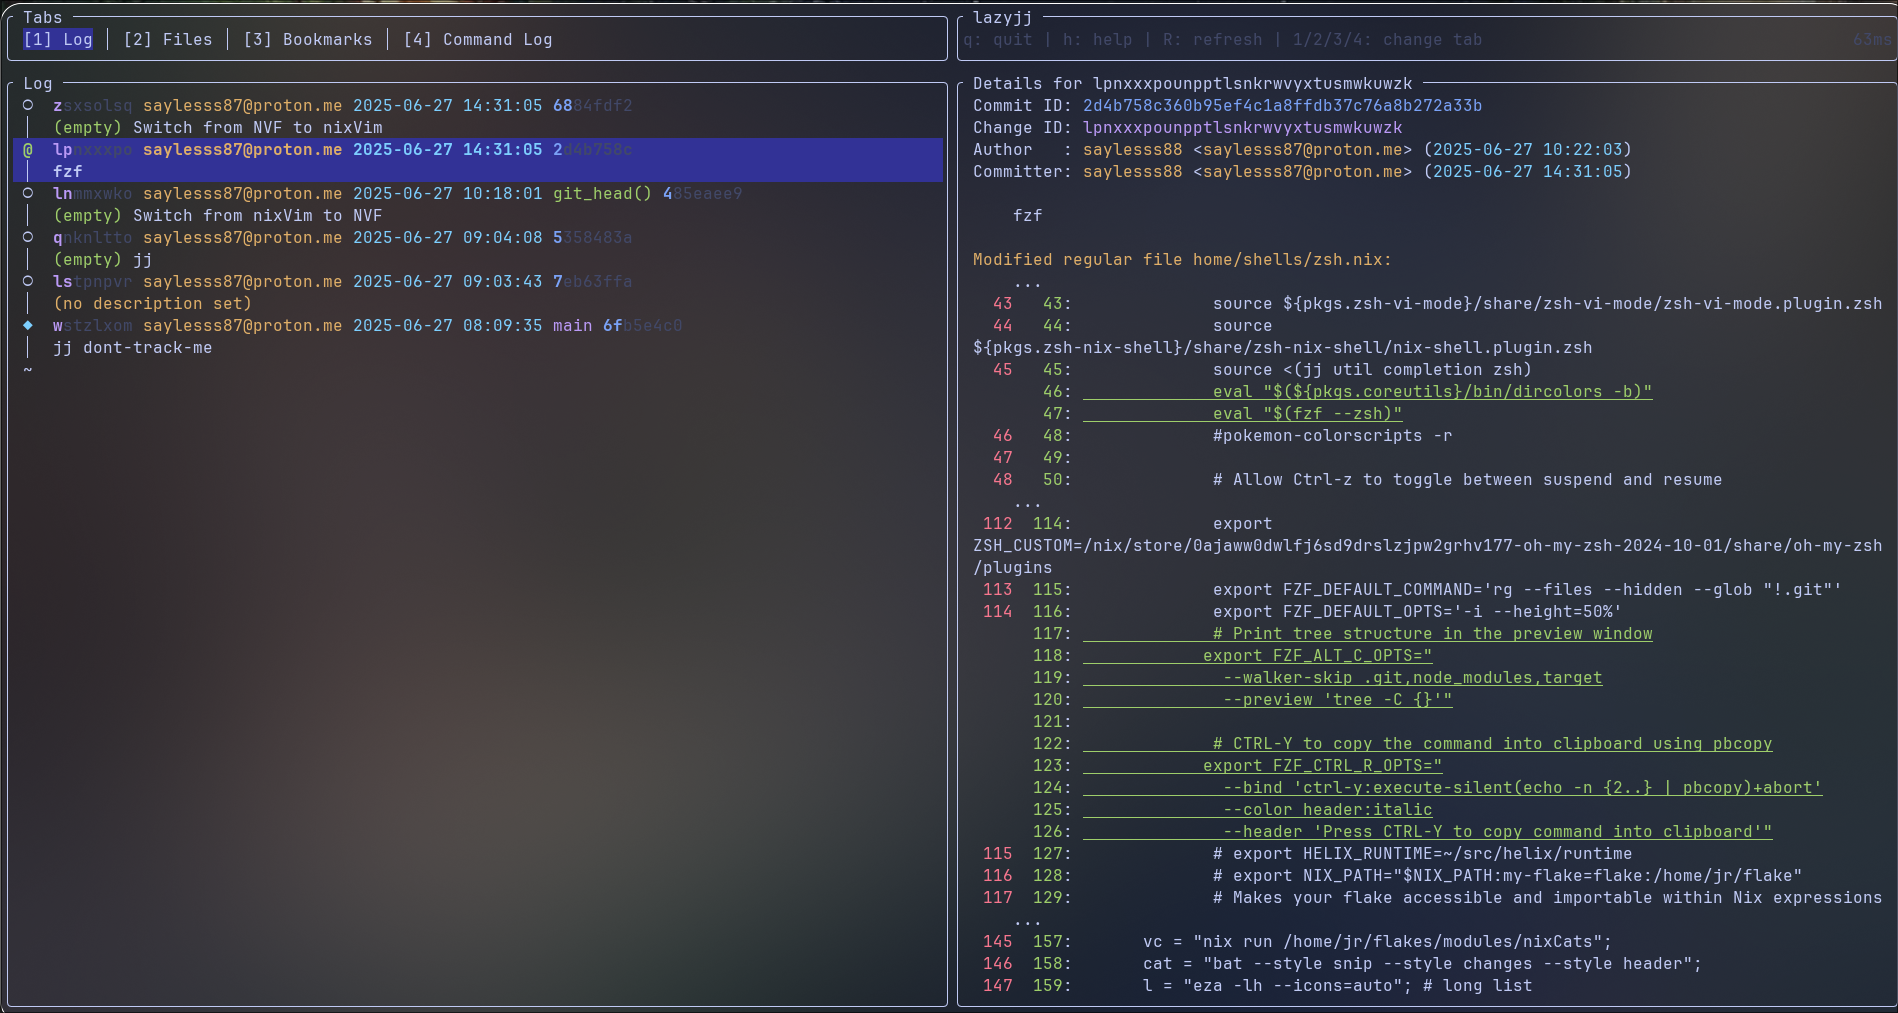 Tabs
[1] Log │ [2] Files │ [3] Bookmarks │ [4] Command Log
lazyjj
q: quit | h: help | R: refresh | 1/2/3/4: change tab 63ms
Log
○ zsxsolsq saylesss87@proton.me 2025-06-27 14:31:05 6884fdf2
│ (empty) Switch from NVF to nixVim
@ lpnxxxpo saylesss87@proton.me 2025-06-27 14:31:05 2d4b758c
│ fzf
○ lnmmxwko saylesss87@proton.me 2025-06-27 10:18:01 git_head() 485eaee9
│ (empty) Switch from nixVim to NVF
○ qnknltto saylesss87@proton.me 2025-06-27 09:04:08 5358483a
│ (empty) jj
○ lstpnpvr saylesss87@proton.me 2025-06-27 09:03:43 7eb63ffa
│ (no description set)
◆ wstzlxom saylesss87@proton.me 2025-06-27 08:09:35 main 6fb5e4c0
│ jj dont-track-me
~
Details for lpnxxxpounpptlsnkrwvyxtusmwkuwzk
Commit ID: 2d4b758c360b95ef4c1a8ffdb37c76a8b272a33b
Change ID: lpnxxxpounpptlsnkrwvyxtusmwkuwzk
Author   : saylesss88 <saylesss87@proton.me> (2025-06-27 10:22:03)
Committer: saylesss88 <saylesss87@proton.me> (2025-06-27 14:31:05)
fzf
Modified regular file home/shells/zsh.nix:
...
43 43: source ${pkgs.zsh-vi-mode}/share/zsh-vi-mode/zsh-vi-mode.plugin.zsh
44 44: source
${pkgs.zsh-nix-shell}/share/zsh-nix-shell/nix-shell.plugin.zsh
45 45: source <(jj util completion zsh)
46: eval "$(${pkgs.coreutils}/bin/dircolors -b)"
47: eval "$(fzf --zsh)"
46 48: #pokemon-colorscripts -r
47 49:
48 50: # Allow Ctrl-z to toggle between suspend and resume
...
112 114: export
ZSH_CUSTOM=/nix/store/0ajaww0dwlfj6sd9drslzjpw2grhv177-oh-my-zsh-2024-10-01/share/oh-my-zsh
/plugins
113 115: export FZF_DEFAULT_COMMAND='rg --files --hidden --glob "!.git"'
114 116: export FZF_DEFAULT_OPTS='-i --height=50%'
117: # Print tree structure in the preview window
118: export FZF_ALT_C_OPTS="
119: --walker-skip .git,node_modules,target
120: --preview 'tree -C {}'"
121:
122: # CTRL-Y to copy the command into clipboard using pbcopy
123: export FZF_CTRL_R_OPTS="
124: --bind 'ctrl-y:execute-silent(echo -n {2..} | pbcopy)+abort'
125: --color header:italic
126: --header 'Press CTRL-Y to copy command into clipboard'"
115 127: # export HELIX_RUNTIME=~/src/helix/runtime
116 128: # export NIX_PATH="$NIX_PATH:my-flake=flake:/home/jr/flake"
117 129: # Makes your flake accessible and importable within Nix expressions
...
145 157: vc = "nix run /home/jr/flakes/modules/nixCats";
146 158: cat = "bat --style snip --style changes --style header";
147 159: l = "eza -lh --icons=auto"; # long list